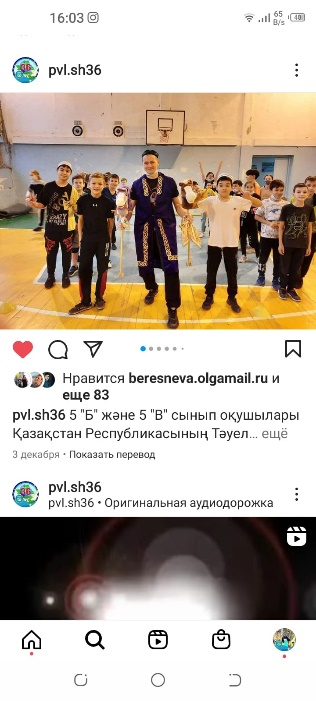 16:03
65
B/s
40
pvl.sh36
Нравится beresneva.olgamail.ru и
еще 83
pvl.sh36 5 "Б" және 5 "В" сынып оқушылары
Қазақстан Республикасының Тәуел... ещё
3 декабря • Показать перевод
pvl.sh36
pvl.sh36 • Оригинальная аудиодорожка